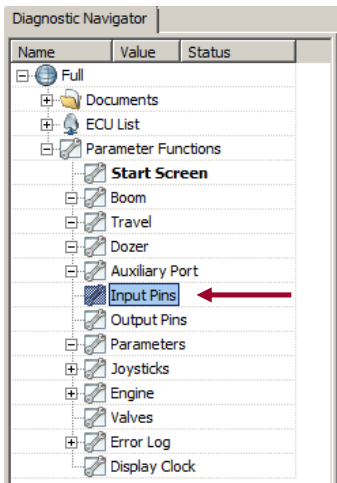 Diagnostic Navigator
Name Value Status
Full
Documents
ECU List
Parameter Functions
Start Screen
Boom
Travel
Dozer
Auxiliary Port
Input Pins
Output Pins
Parameters
Joysticks
Engine
Valves
Error Log
Display Clock